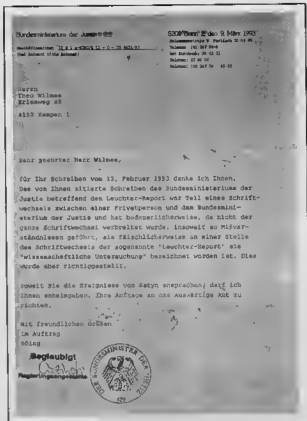 Bundesministerium der Justiz
5300 Bonn 2, den 9. März 1993
Herrn
Theo Wilmes
4152 Kempen 1
Sehr geehrter Herr Wilmes,
für Ihr Schreiben vom 12. Februar 1993 danke ich Ihnen.
Das von Ihnen zitierte Schreiben des Bundesministeriums der
Justiz betreffend den Leuchter-Report war Teil eines Schrift-
wechsels zwischen einer Privatperson und dem Bundesmini-
sterium der Justiz und hat bedauerlicherweise, da nicht der
ganze Schriftwechsel verbreitet wurde, insoweit zu Mißver-
ständnissen geführt, als fälschlicherweise an einer Stelle
des Schriftwechsels der sogenannte "Leuchter-Report" als
"wissenschaftliche Untersuchung" bezeichnet worden ist. Dies
wurde aber richtiggestellt.
Soweit Sie die Ereignisse von Katyn ansprechen, darf ich
Ihnen anheimgeben, Ihre Anfrage an das Auswärtige Amt zu
richten.
Mit freundlichen Grüßen
Im Auftrag
Böing
Beglaubigt
Regierungsangestellte